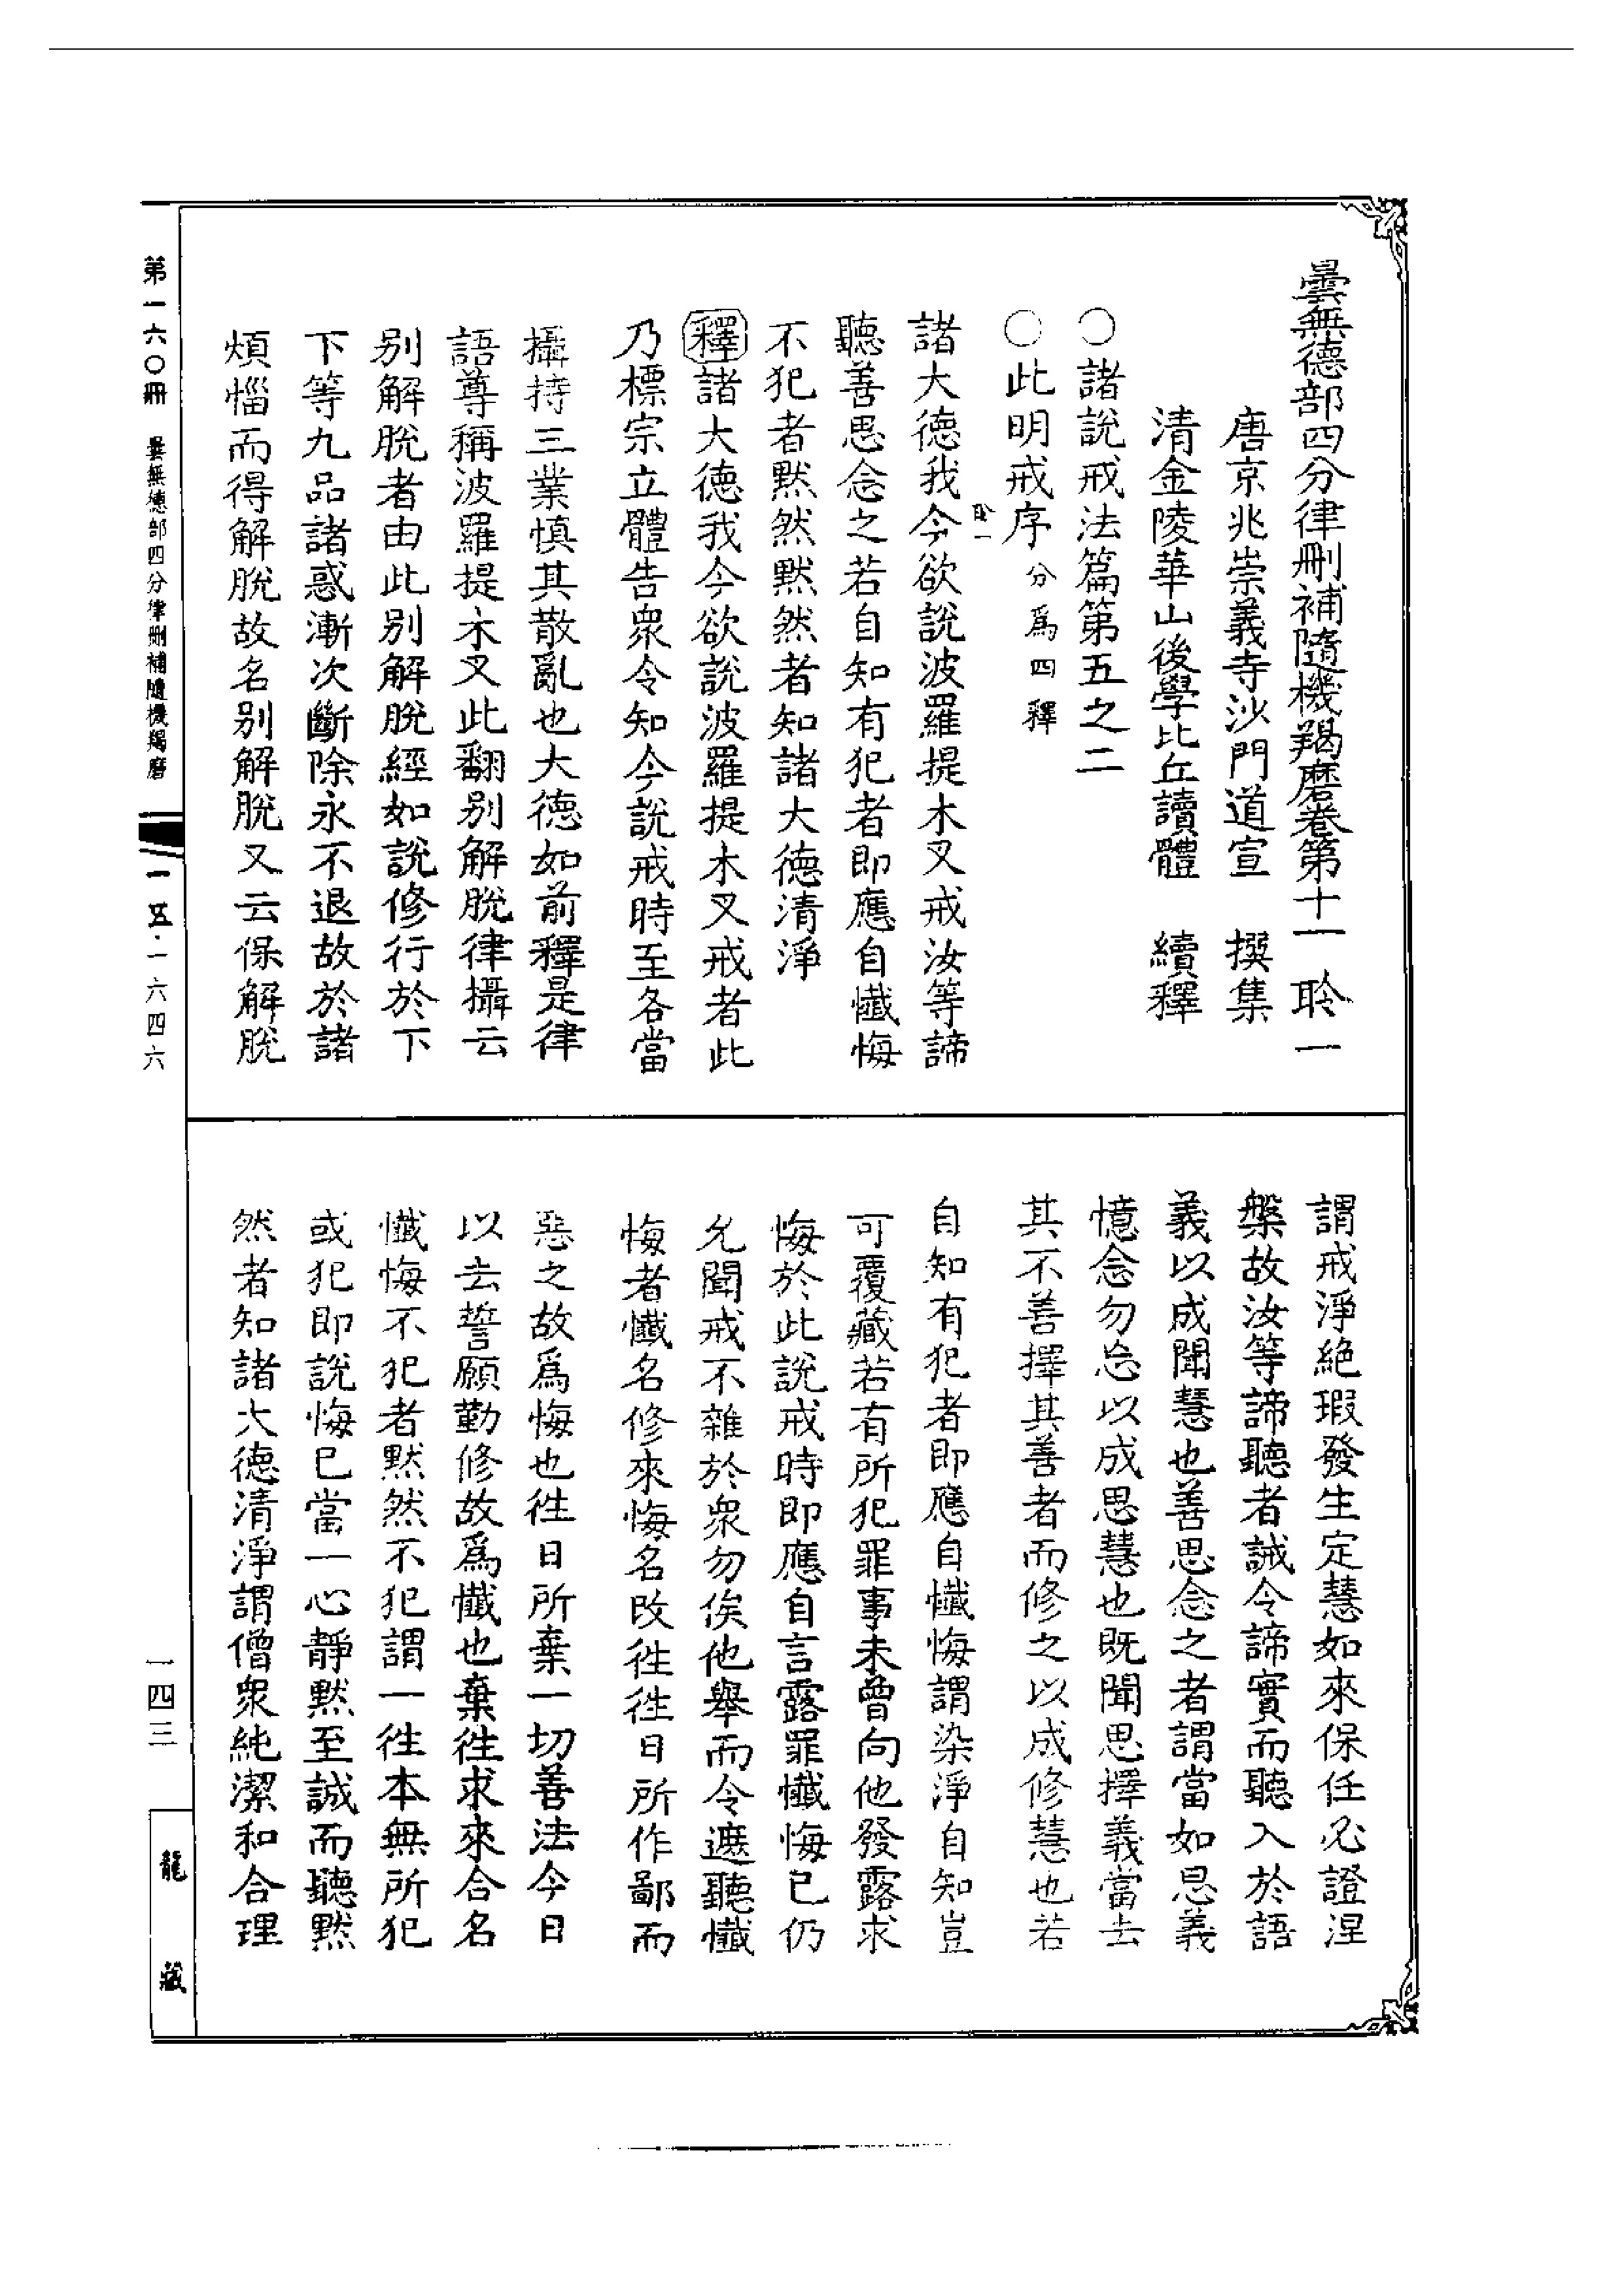 曇無德部四分律刪補隨機羯磨卷第十一 聆一
唐京兆崇義寺沙門道宣 撰集
清金陵華山後學比丘讀體 續釋
○諸說戒法篇第五之二
○此明戒序分爲四釋
聆一
諸大德我今欲說波羅提木叉戒汝等諦
聽善思念之若自知有犯者即應自懺悔
不犯者默然默然者知諸大德清淨
釋諸大德我今欲說波羅提木叉戒者此
乃標宗立體告衆令知今說戒時至各當
攝持三業慎其散亂也大德如前釋是律
語尊稱波羅提木叉此翻别解脫律攝云
别解脫者由此别解脫經如說修行於下
下等九品諸惑漸次斷除永不退故於諸
煩惱而得解脫故名别解脫又云保解脫
謂戒淨絕瑕發生定慧如來保任必證涅
槃故汝等諦聽者誡令諦實而聽入於語
義以成聞慧也善思念之者謂當如思義
憶念勿忘以成思慧也既聞思擇義當去
其不善擇其善者而修之以成修慧也若
自知有犯者即應自懺悔謂染淨自知豈
可覆藏若有所犯罪事未曾向他發露求
悔於此說戒時即應自言露罪懺悔已仍
允聞戒不雜於衆勿俟他舉而令遮聽懺
悔者懺名修來悔名改徃徃日所作鄙而
惡之故爲悔也徃日所棄一切善法今日
以去誓願勤修故爲懺也棄徃求來合名
懺悔不犯者默然不犯謂一徃本無所犯
或犯即說悔已當一心靜默至誠而聽默
然者知諸大德清淨謂僧衆純潔和合理
第一六〇冊 曇無德部四分律刪補隨機羯磨
一五·一六四六
一四三
龍藏